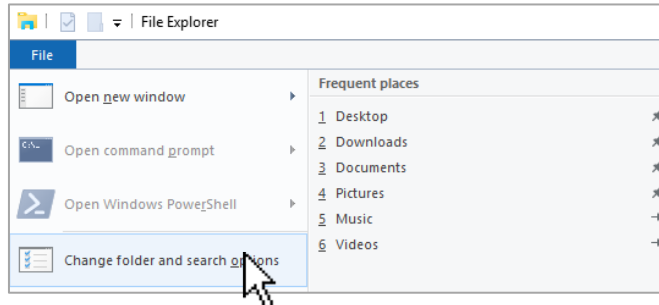 File Explorer
File
Open new window
C:\_
Open command prompt
Open Windows PowerShell
Change folder and search options
Frequent places
1 Desktop
2 Downloads
3 Documents
4 Pictures
5 Music
6 Videos